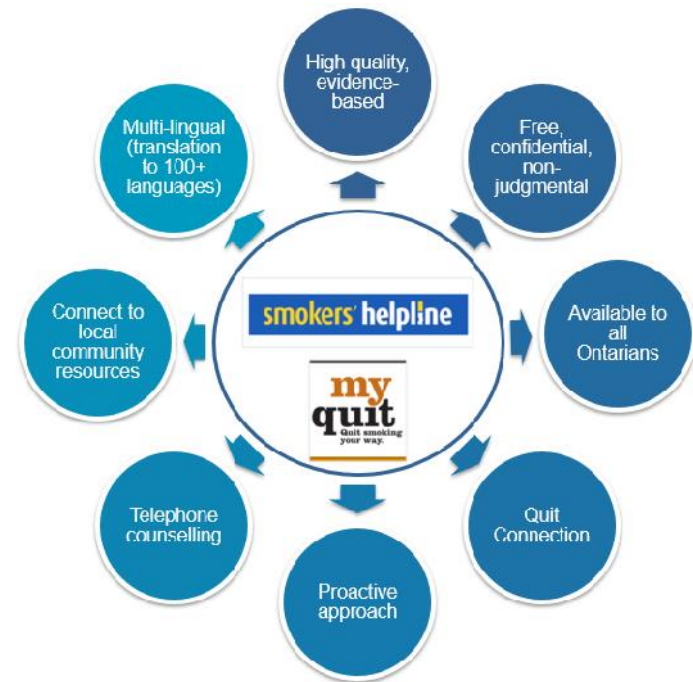 High quality,
evidence-
based
Free,
confidential,
non-
judgmental
Available to
all
Ontarians
Quit
Connection
Proactive
approach
Telephone
counselling
Connect to
local
community
resources
Multi-lingual
(translation
to 100+
languages)
smokers' helpline
my
quit
Quit smoking
your way.